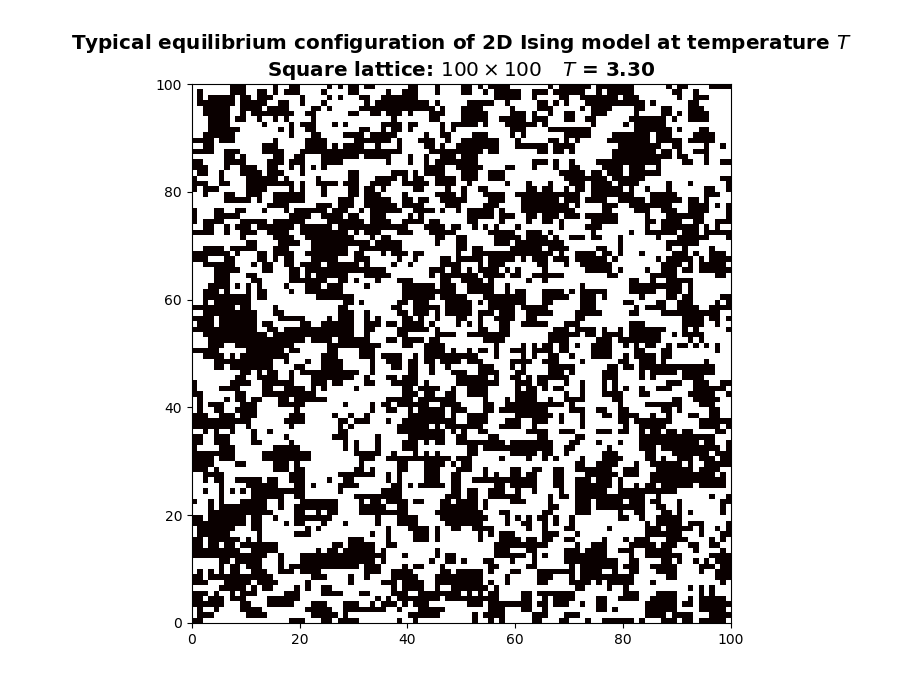 Typical equilibrium configuration of 2D Ising model at temperature T
Square lattice: 100 × 100 T = 3.30
100
80
60
40
20
0
0 20 40 60 80 100